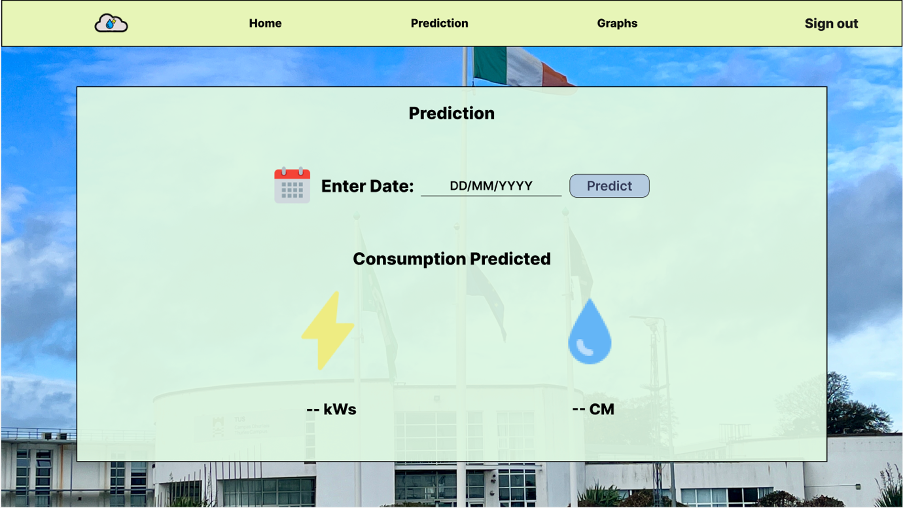 Home Prediction Graphs Sign out
Prediction
Enter Date: DD/MM/YYYY Predict
Consumption Predicted
-- kWs -- CM